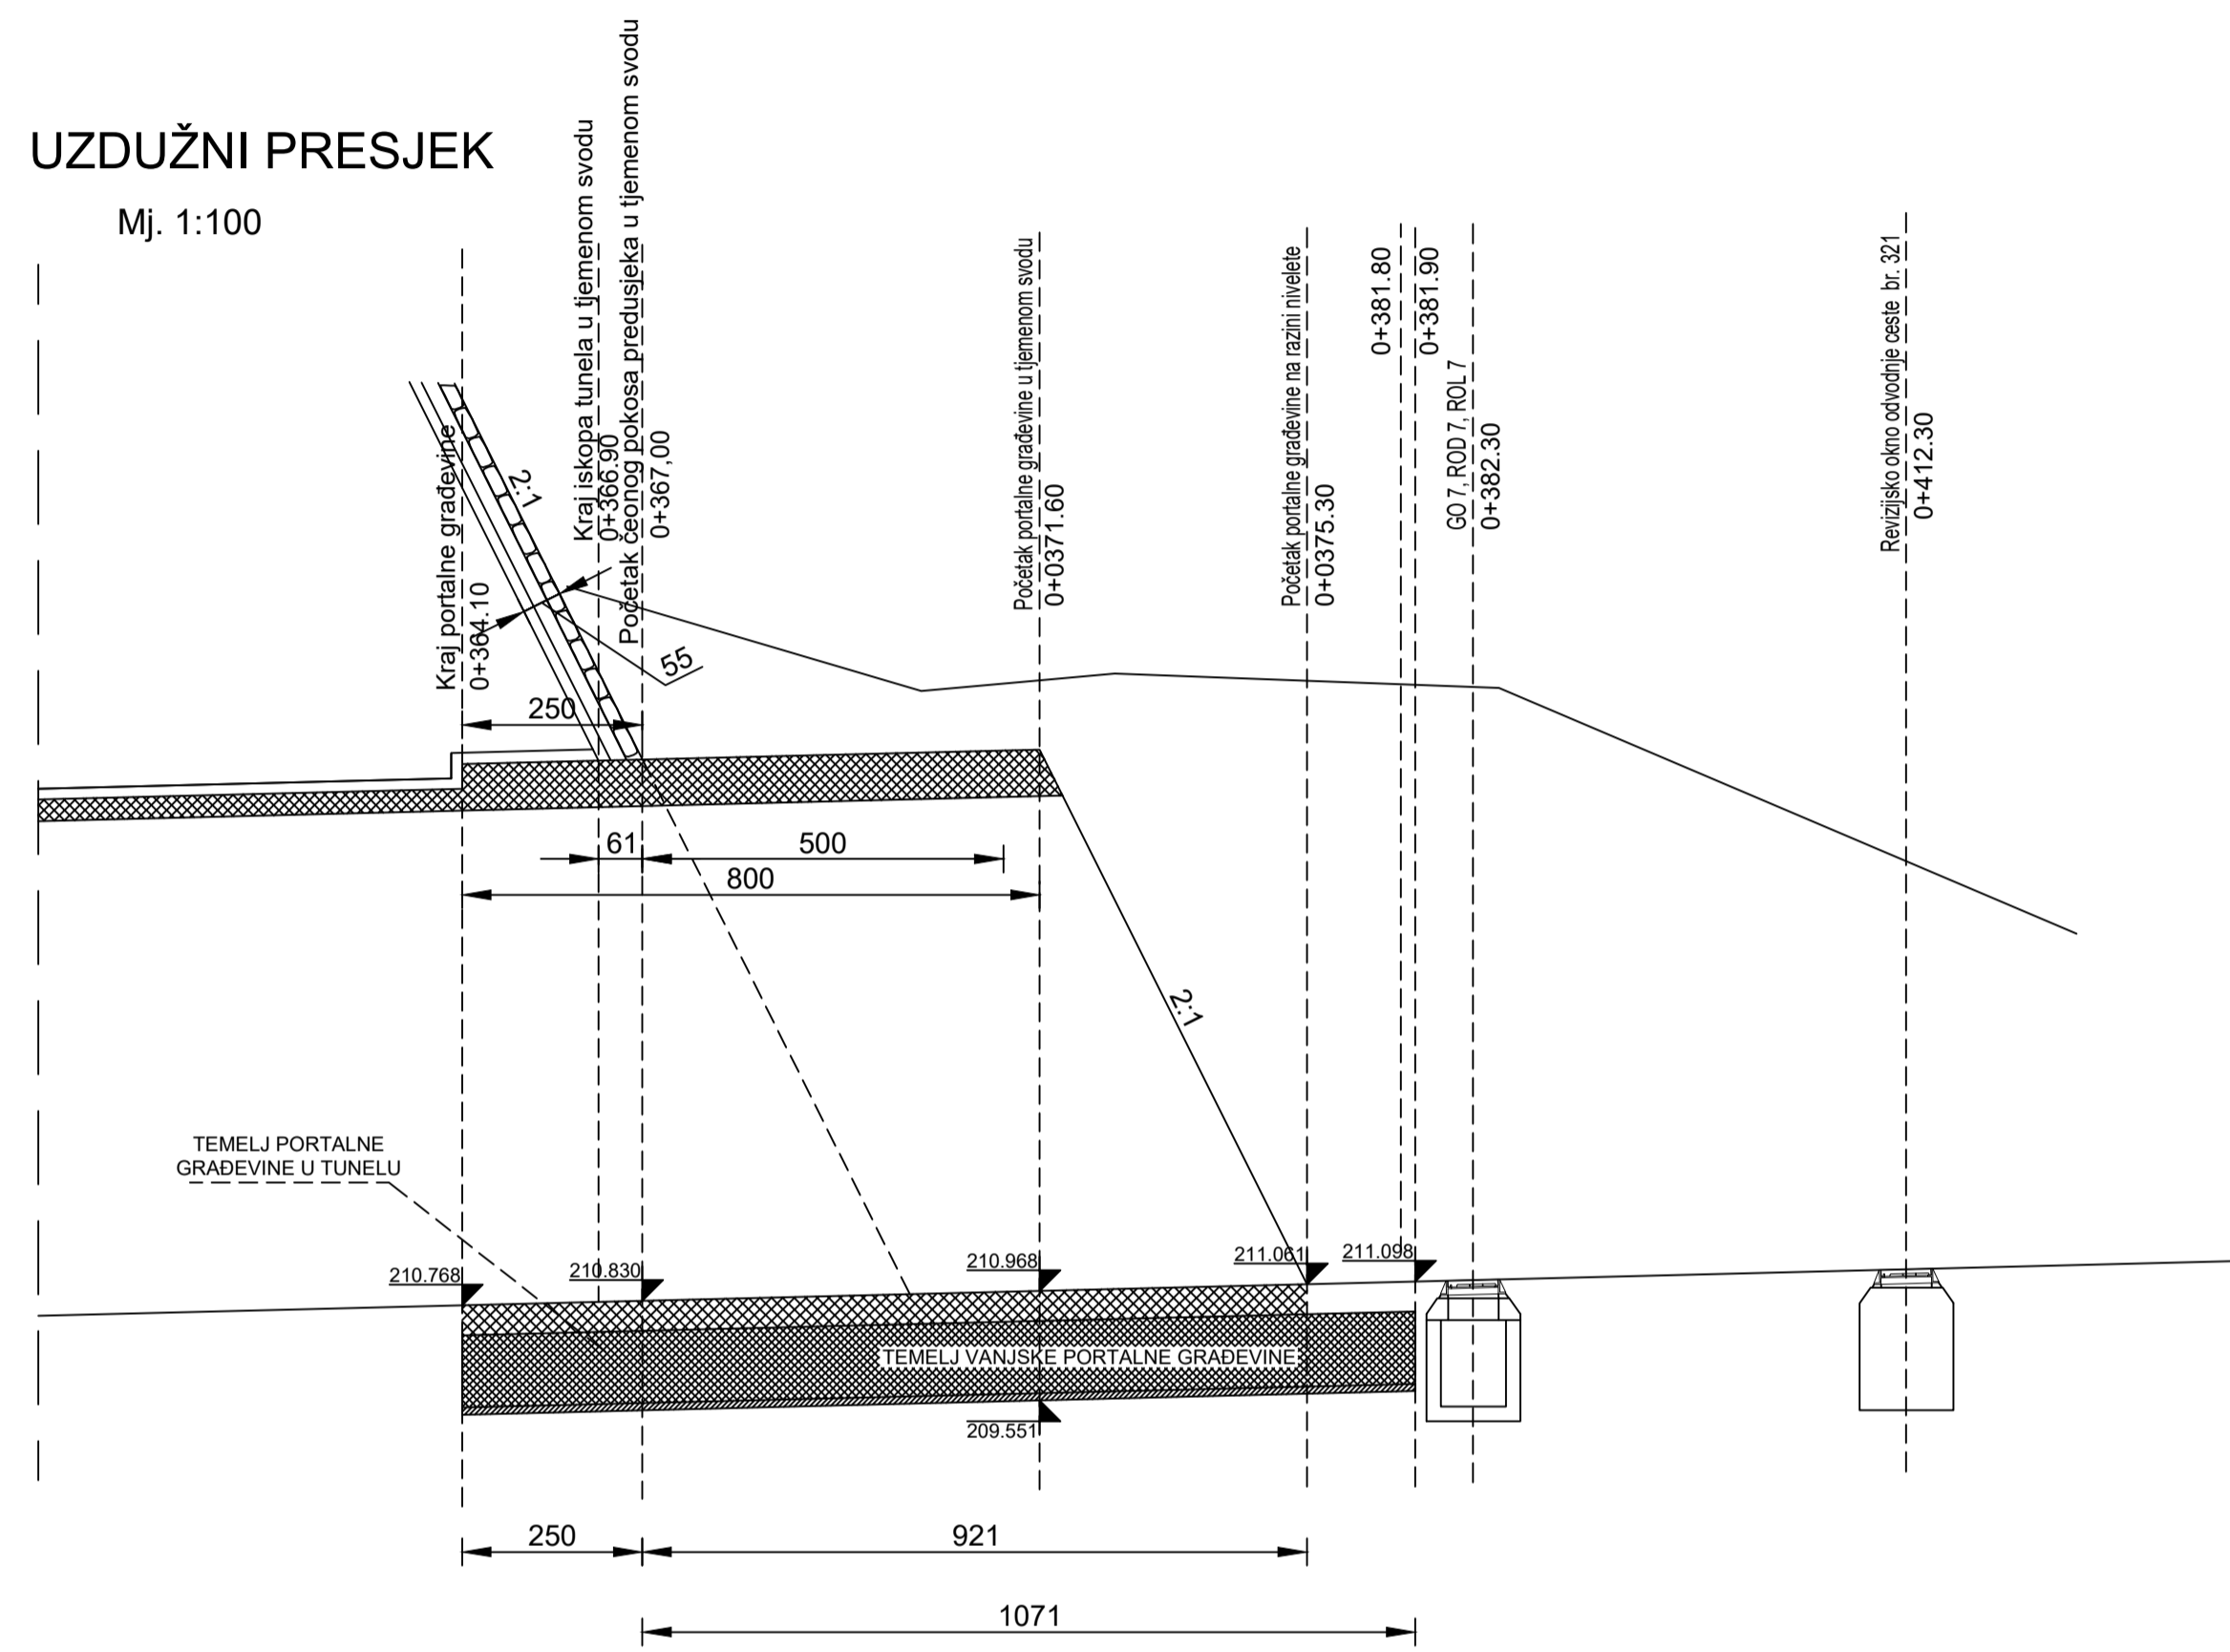 UZDUŽNI PRESJEK
Mj. 1:100
Kraj portalne građevine
0+364.10
Kraj iskopa tunela u tjemenom svodu
0+366.90
Početak čeonog pokosa predusjeka u tjemenom svodu
0+367,00
Početak portalne građevine u tjemenom svodu
0+0371.60
Početak portalne građevine na razini nivelete
0+0375.30
0+381.80
0+381.90
GO 7, ROD 7, ROL 7
0+382.30
Revizijsko okno odvodnje ceste br. 321
0+412.30
2:1
55
250
61
500
800
2:1
TEMELJ PORTALNE
GRAĐEVINE U TUNELU
210.768
210.830
210.968
211.061
211.098
TEMELJ VANJSKE PORTALNE GRAĐEVINE
209.551
250
921
1071